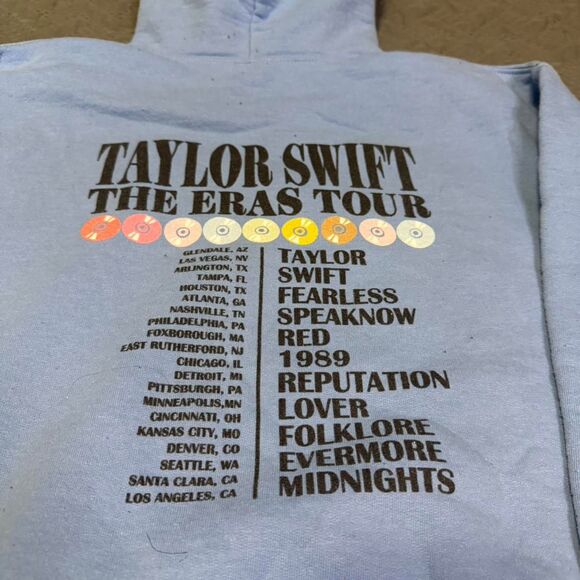 TAYLOR SWIFT
THE ERAS TOUR
GLENDALE, AZ
LAS VEGAS, NV
ARLINGTON, TX
TAMPA, FL
HOUSTON, TX
ATLANTA, GA
NASHVILLE, TN
PHILADELPHIA, PA
FOXBOROUGH, MA
EAST RUTHERFORD, NJ
CHICAGO, IL
DETROIT, MI
PITTSBURGH, PA
MINNEAPOLIS,MN
CINCINNATI, OH
KANSAS CITY, MO
DENVER, CO
SEATTLE, WA
SANTA CLARA, CA
LOS ANGELES, CA
TAYLOR
SWIFT
FEARLESS
SPEAKNOW
RED
1989
REPUTATION
LOVER
FOLKLORE
EVERMORE
MIDNIGHTS